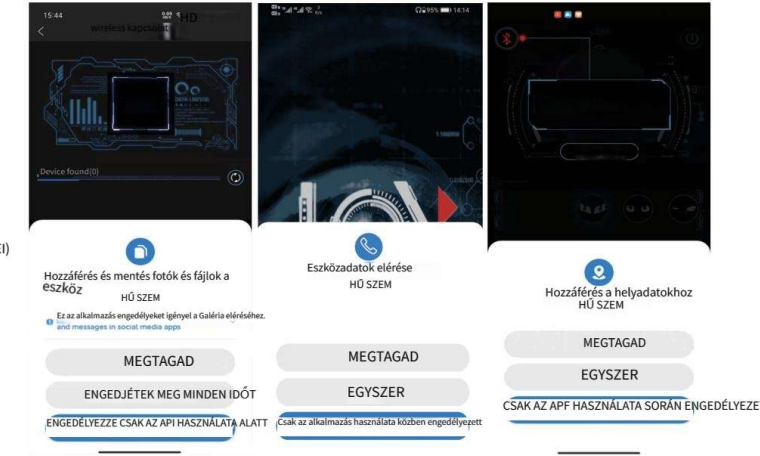 EI)
15:44
HD
wireless kapcsolat
Device found(0)
Hozzáférés és mentés fotók és fájlok a
eszköz
HŰ SZEM
Ez az alkalmazás engedélyeket igényel a Galéria eléréséhez.
and messages in social media apps
MEGTAGAD
ENGEDJÉTEK MEG MINDEN IDŐT
ENGEDÉLYEZZE CSAK AZ API HASZNÁLATA ALATT
95% 14:14
Eszközadatok elérése
HŰ SZEM
MEGTAGAD
EGYSZER
Csak az alkalmazás használata közben engedélyezett
Hozzáférés a helyadatokhoz
HŰ SZEM
MEGTAGAD
EGYSZER
CSAK AZ APF HASZNÁLATA SORÁN ENGEDÉLYEZE